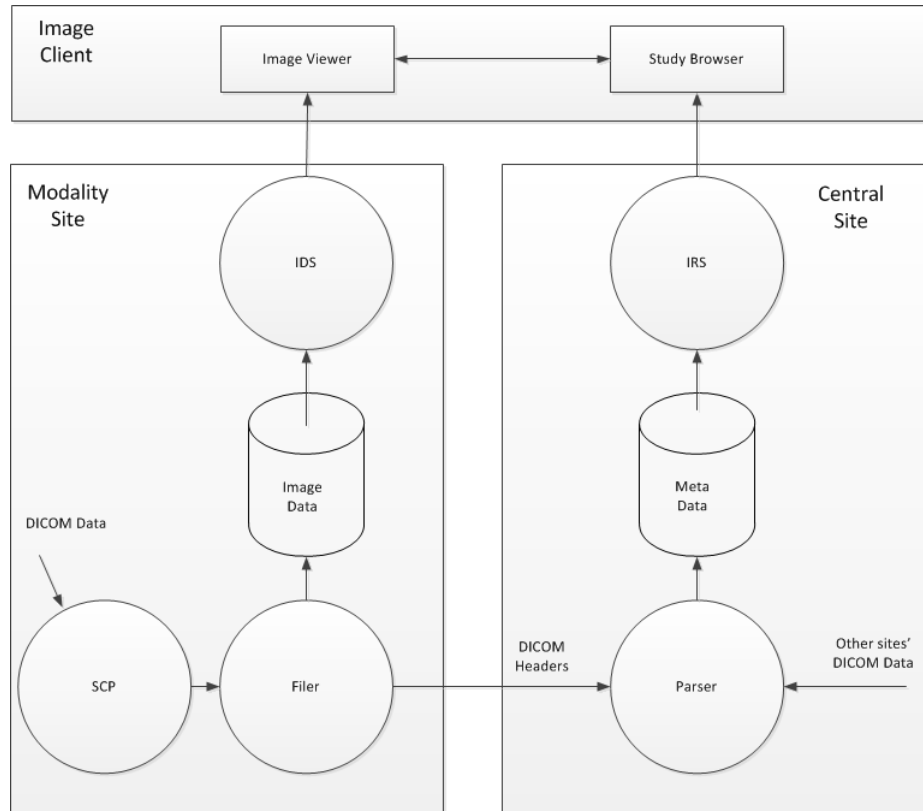 Image
Client
Image Viewer
Study Browser
Modality
Site
Central
Site
IDS
IRS
Image
Data
Meta
Data
DICOM Data
SCP
Filer
DICOM
Headers
Parser
Other sites'
DICOM Data